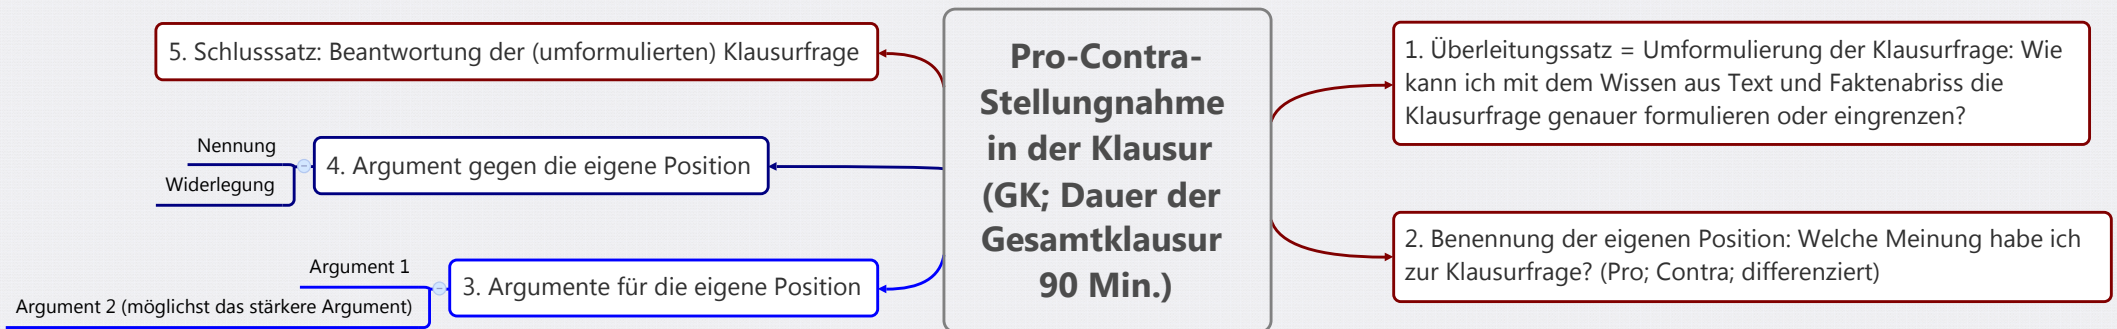 Pro-Contra-
Stellungnahme
in der Klausur
(GK; Dauer der
Gesamtklausur
90 Min.)
1. Überleitungssatz = Umformulierung der Klausurfrage: Wie
kann ich mit dem Wissen aus Text und Faktenabriss die
Klausurfrage genauer formulieren oder eingrenzen?
2. Benennung der eigenen Position: Welche Meinung habe ich
zur Klausurfrage? (Pro; Contra; differenziert)
3. Argumente für die eigene Position
Argument 1
Argument 2 (möglichst das stärkere Argument)
4. Argument gegen die eigene Position
Nennung
Widerlegung
5. Schlusssatz: Beantwortung der (umformulierten) Klausurfrage